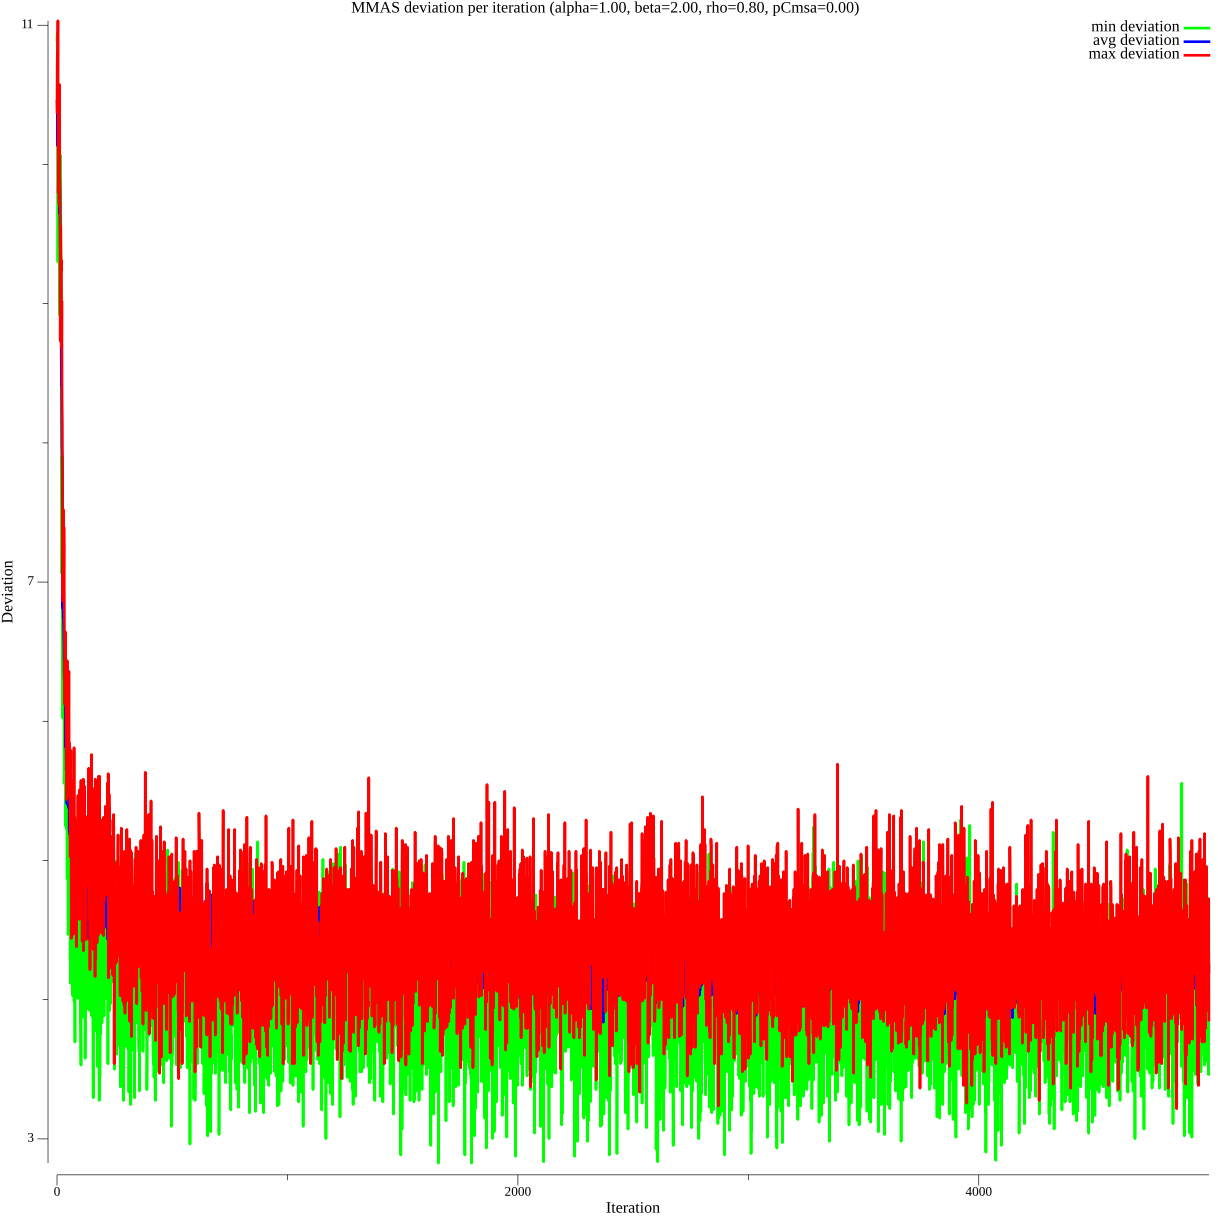 MMAS deviation per iteration (alpha=1.00, beta=2.00, rho=0.80, pCmsa=0.00)
min deviation
avg deviation
max deviation
11
7
3
Deviation
0
2000
4000
Iteration